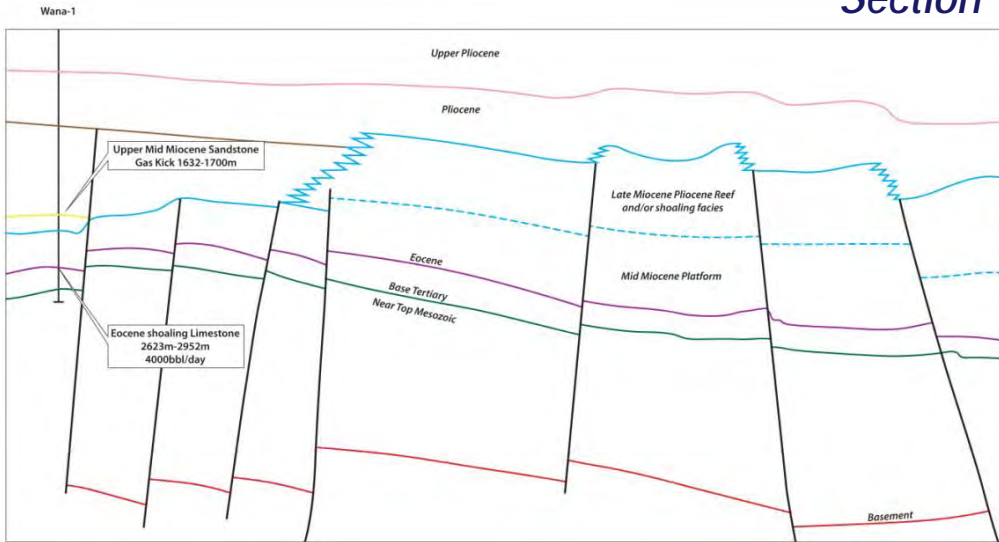 Section
Wana-1
Upper Pliocene
Pliocene
Upper Mid Miocene Sandstone
Gas Kick 1632-1700m
Late Miocene Pliocene Reef
and/or shoaling facies
Eocene
Mid Miocene Platform
Base Tertiary
Near Top Mesozoic
Eocene shoaling Limestone
2623m-2952m
4000bbl/day
Basement